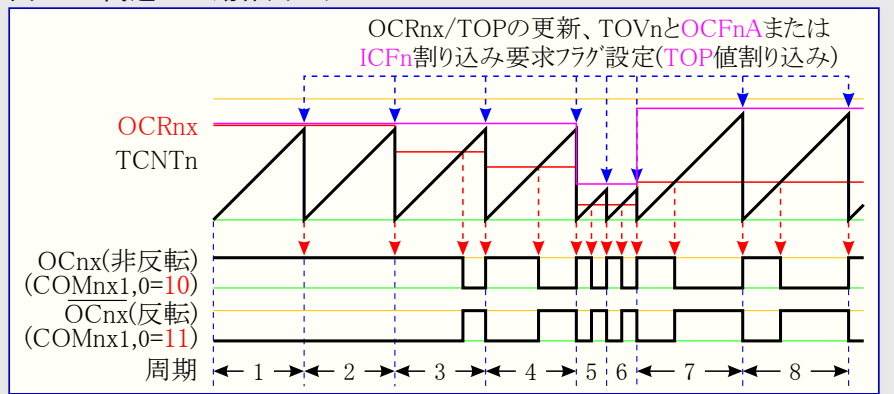 OCRnx/TOPの更新、TOVnとOCFnAまたは
ICFn割り込み要求フラグ設定(TOP値割り込み)
OCRnx
TCNTn
OCnx(非反転)
(COMnx1,0=10)
OCnx(反転)
(COMnx1,0=11)
周期 1 2 3 4 5 6 7 8